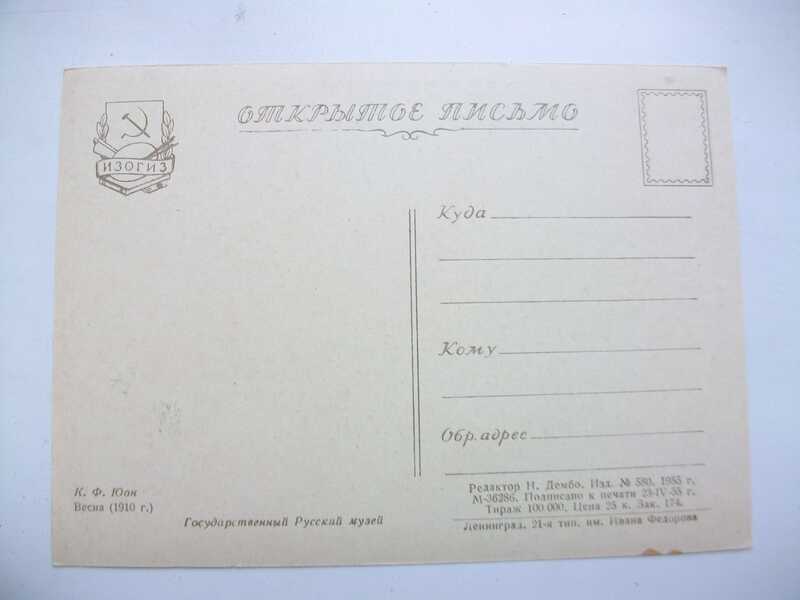 ОТКРЫТОЕ ПИСЬМО
ИЗОГИЗ
Куда
Кому
Обр. адрес
К. Ф. Юон
Весна (1910 г.)
Государственный Русский музей
Редактор Н. Дембо. Изд. № 580. 1955 г.
М-36286. Подписано к печати 23-IV-55 г.
Тираж 100 000. Цена 25 к. Зак. 174.
Ленинград, 21-я тип. им. Ивана Федорова